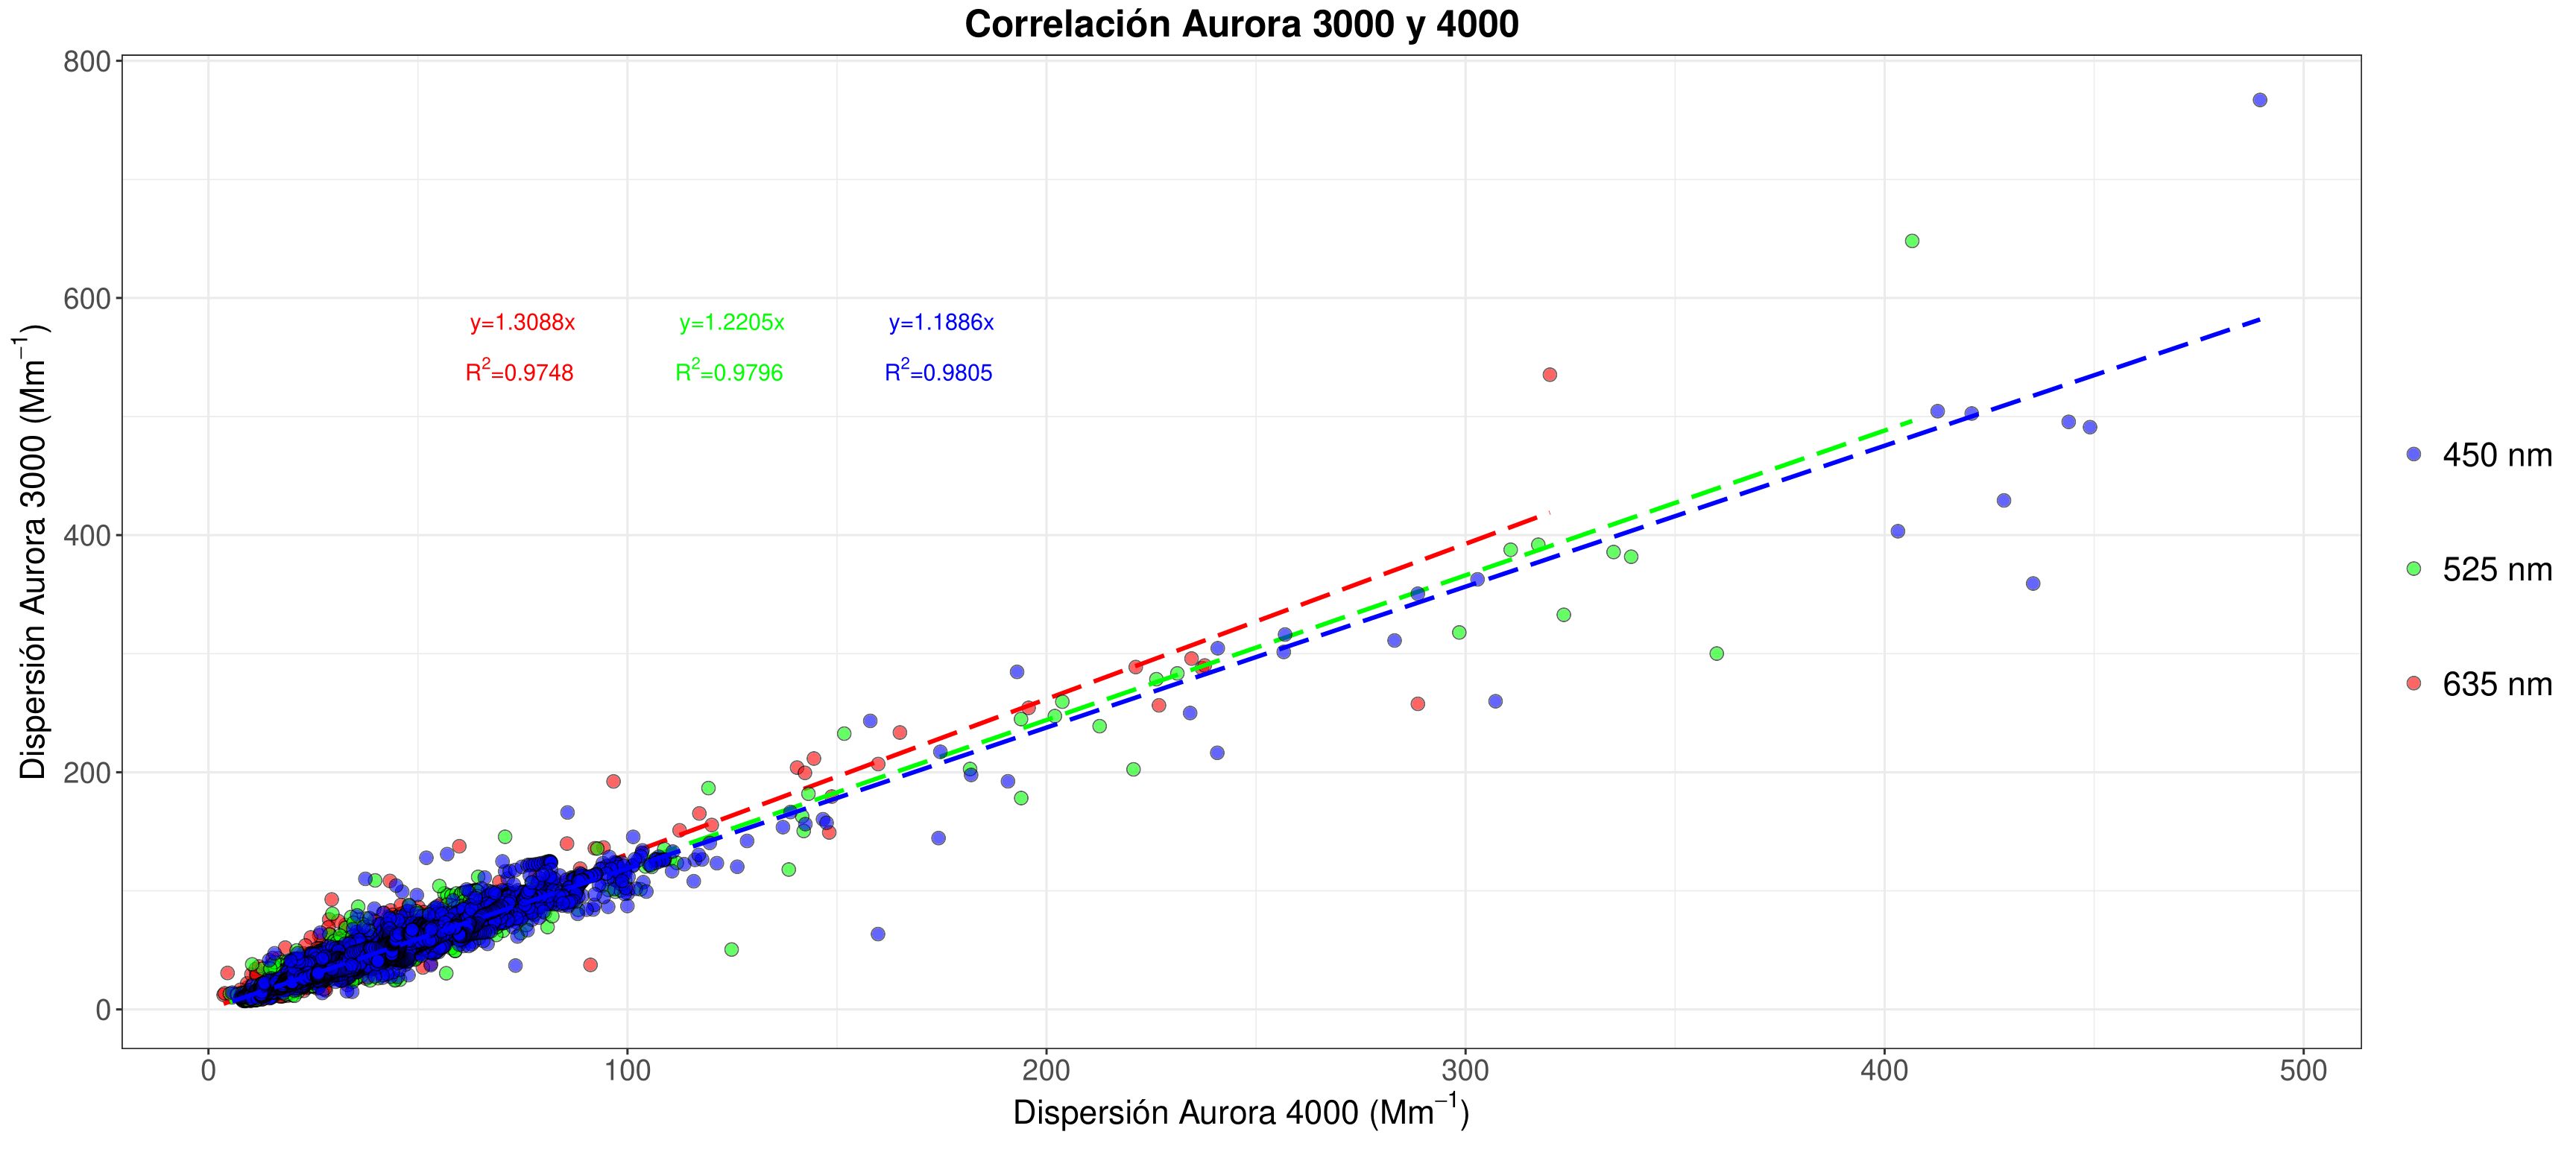 Correlación Aurora 3000 y 4000
800
600
400
200
0
Dispersión Aurora 3000 (Mm⁻¹)
y=1.3088x y=1.2205x y=1.1886x
R²=0.9748 R²=0.9796 R²=0.9805
450 nm
525 nm
635 nm
0 100 200 300 400 500
Dispersión Aurora 4000 (Mm⁻¹)